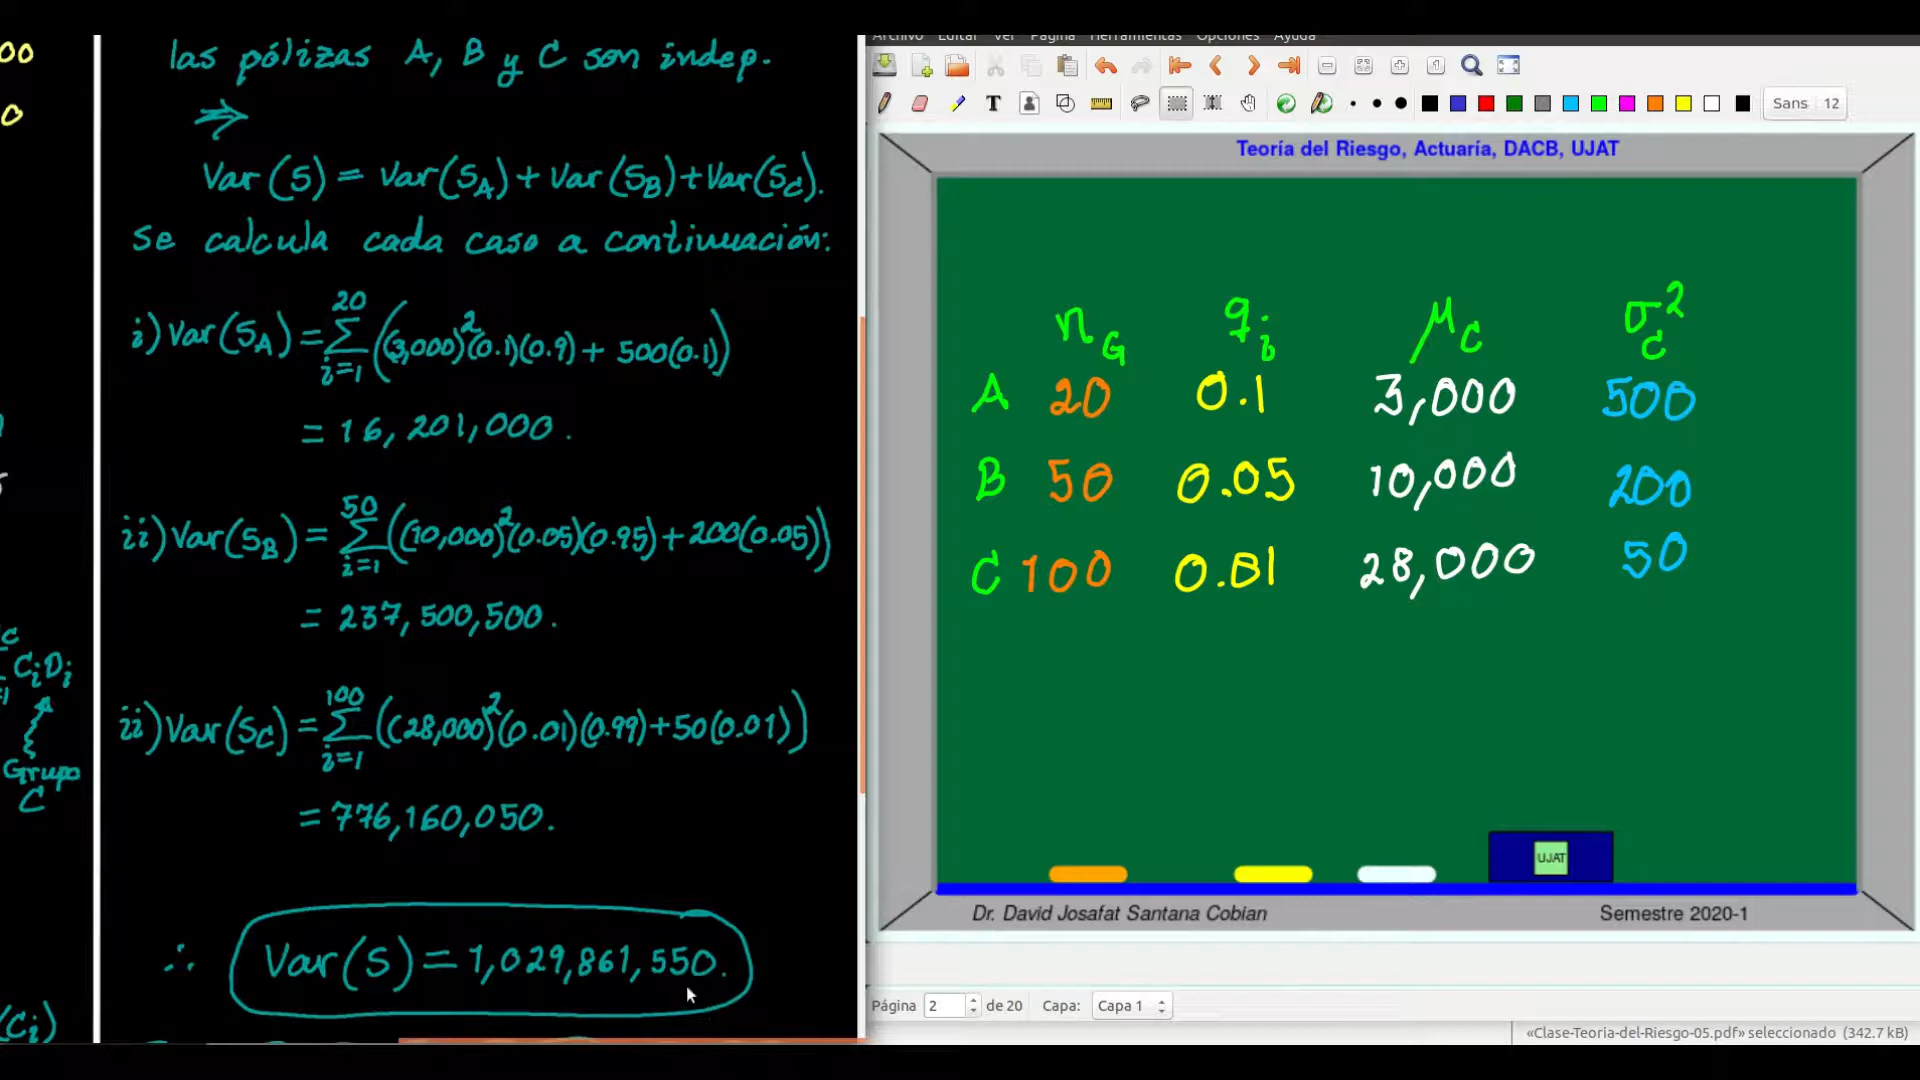 00
0
las pólizas A, B y C son indep.
⇒
Var(S) = Var(S_A) + Var(S_B) + Var(S_C).
Se calcula cada caso a continuación:
i) Var(S_A) = ∑_{i=1}^{20} ((3,000)^2(0.1)(0.9) + 500(0.1))
= 16,201,000.
ii) Var(S_B) = ∑_{i=1}^{50} ((10,000)^2(0.05)(0.95) + 200(0.05))
= 237,500,500.
C_iD_i
Grupo
C
ii) Var(S_C) = ∑_{i=1}^{100} ((28,000)^2(0.01)(0.99) + 50(0.01))
= 776,160,050.
∴ Var(S) = 1,029,861,550.
(C_i)
Archivo Editar Ver Página Herramientas Opciones Ayuda
Sans 12
Teoría del Riesgo, Actuaría, DACB, UJAT
n_G q_i μ_C σ_C^2
A 20 0.1 3,000 500
B 50 0.05 10,000 200
C 100 0.01 28,000 50
UJAT
Dr. David Josafat Santana Cobian Semestre 2020-1
Página 2 de 20 Capa: Capa 1
«Clase-Teoria-del-Riesgo-05.pdf» seleccionado (342.7 kB)